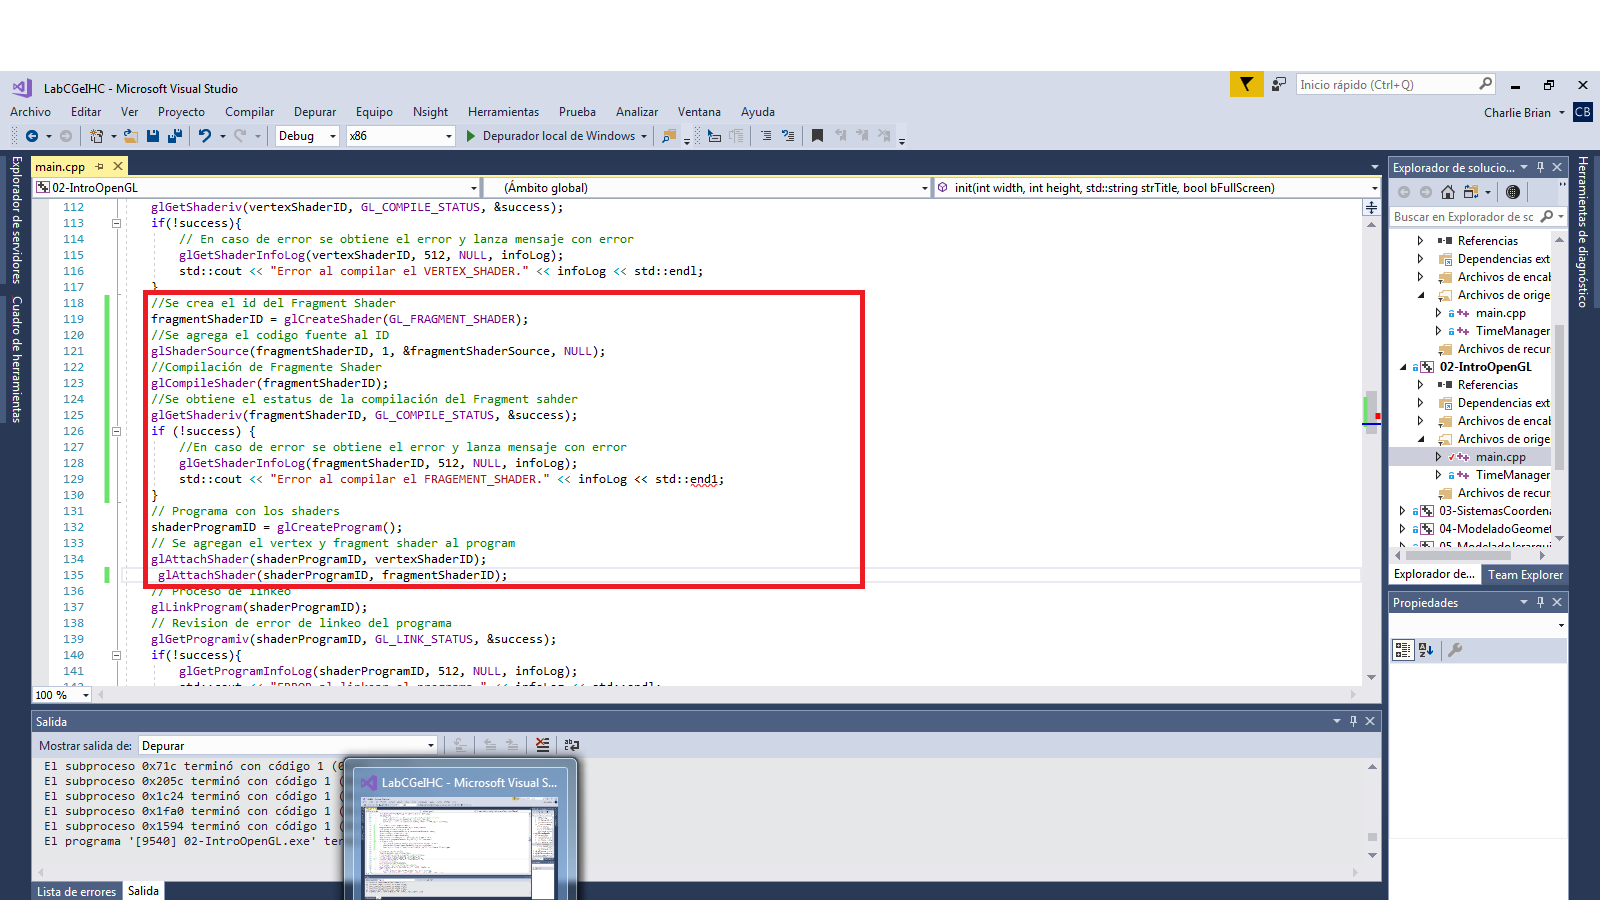 LabCGeIHC - Microsoft Visual Studio
Inicio rápido (Ctrl+Q)
Archivo Editar Ver Proyecto Compilar Depurar Equipo Nsight Herramientas Prueba Analizar Ventana Ayuda
Charlie Brian CB
Debug x86 Depurador local de Windows
Explorador de servidores
Cuadro de herramientas
main.cpp
02-IntroOpenGL (Ámbito global) init(int width, int height, std::string strTitle, bool bFullScreen)
112 glGetShaderiv(vertexShaderID, GL_COMPILE_STATUS, &success);
113 if(!success){
114 // En caso de error se obtiene el error y lanza mensaje con error
115 glGetShaderInfoLog(vertexShaderID, 512, NULL, infoLog);
116 std::cout << "Error al compilar el VERTEX_SHADER." << infoLog << std::endl;
117 }
118 //Se crea el id del Fragment Shader
119 fragmentShaderID = glCreateShader(GL_FRAGMENT_SHADER);
120 //Se agrega el codigo fuente al ID
121 glShaderSource(fragmentShaderID, 1, &fragmentShaderSource, NULL);
122 //Compilación de Fragmente Shader
123 glCompileShader(fragmentShaderID);
124 //Se obtiene el estatus de la compilación del Fragment sahder
125 glGetShaderiv(fragmentShaderID, GL_COMPILE_STATUS, &success);
126 if (!success) {
127 //En caso de error se obtiene el error y lanza mensaje con error
128 glGetShaderInfoLog(fragmentShaderID, 512, NULL, infoLog);
129 std::cout << "Error al compilar el FRAGEMENT_SHADER." << infoLog << std::end1;
130 }
131 // Programa con los shaders
132 shaderProgramID = glCreateProgram();
133 // Se agregan el vertex y fragment shader al program
134 glAttachShader(shaderProgramID, vertexShaderID);
135 glAttachShader(shaderProgramID, fragmentShaderID);
136 // Proceso de linkeo
137 glLinkProgram(shaderProgramID);
138 // Revision de error de linkeo del programa
139 glGetProgramiv(shaderProgramID, GL_LINK_STATUS, &success);
140 if(!success){
141 glGetProgramInfoLog(shaderProgramID, 512, NULL, infoLog);
100 %
Salida
Mostrar salida de: Depurar
El subproceso 0x71c terminó con código 1 (0
El subproceso 0x205c terminó con código 1 (
El subproceso 0x1c24 terminó con código 1 (
El subproceso 0x1fa0 terminó con código 1 (
El subproceso 0x1594 terminó con código 1 (
El programa '[9540] 02-IntroOpenGL.exe' ter
LabCGeIHC - Microsoft Visual S...
Lista de errores Salida
Explorador de solucio...
Buscar en Explorador de sc
Referencias
Dependencias ext
Archivos de encab
Archivos de orige
main.cpp
TimeManager
Archivos de recur
02-IntroOpenGL
Referencias
Dependencias ext
Archivos de encab
Archivos de orige
main.cpp
TimeManager
Archivos de recur
03-SistemasCoordena
04-ModeladoGeomet
05-ModeladoJerarqui
Explorador de... Team Explorer
Propiedades
Herramientas de diagnóstico